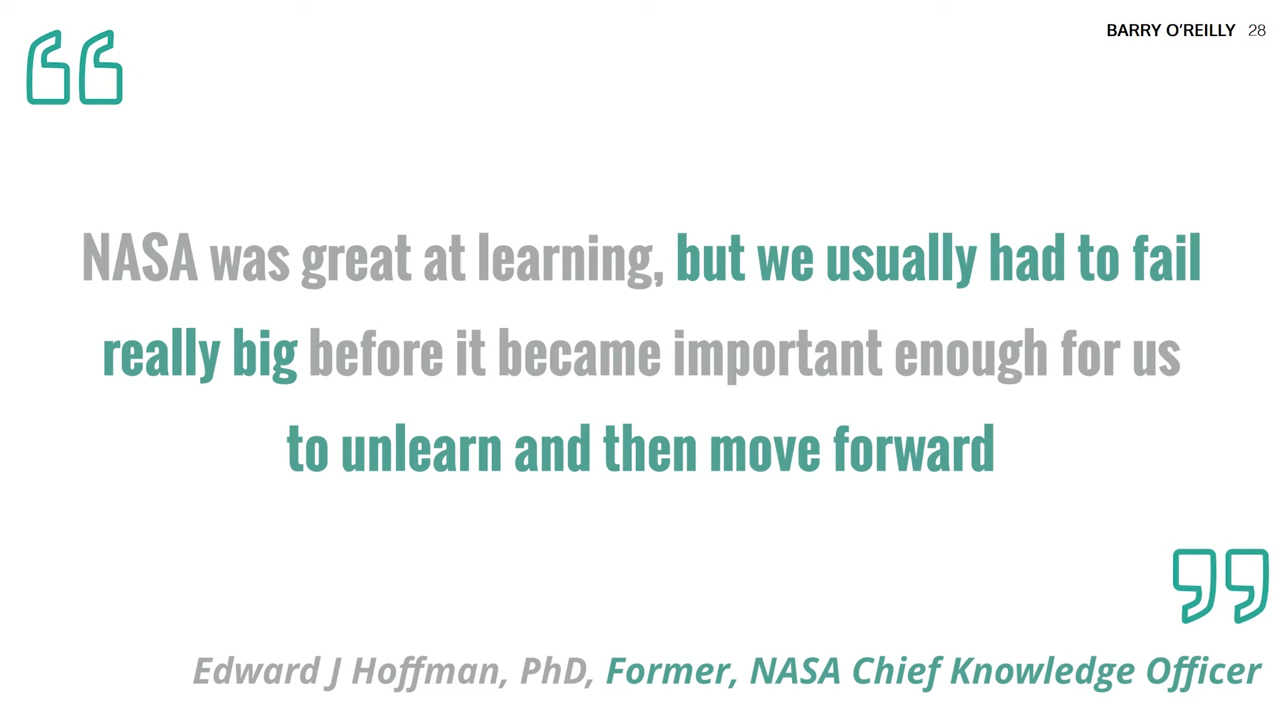 BARRY O’REILLY 28
NASA was great at learning, but we usually had to fail
really big before it became important enough for us
to unlearn and then move forward
Edward J Hoffman, PhD, Former, NASA Chief Knowledge Officer